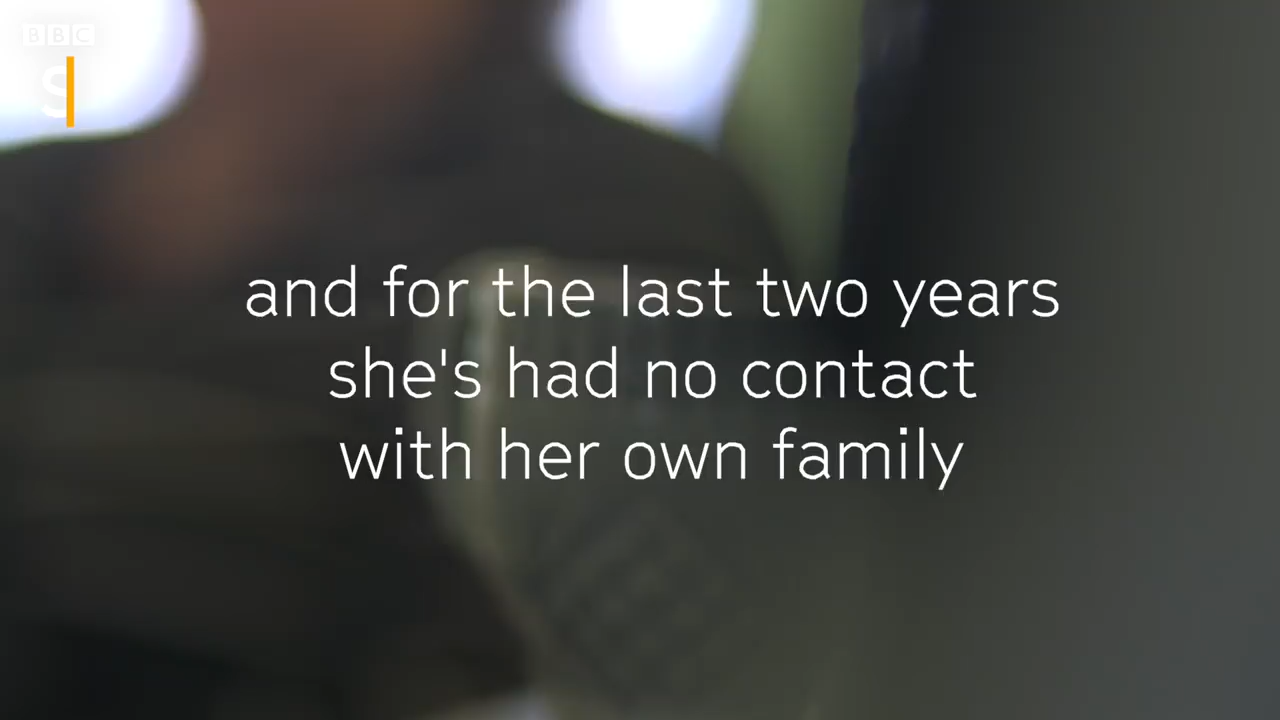 BBC
S
and for the last two years
she's had no contact
with her own family